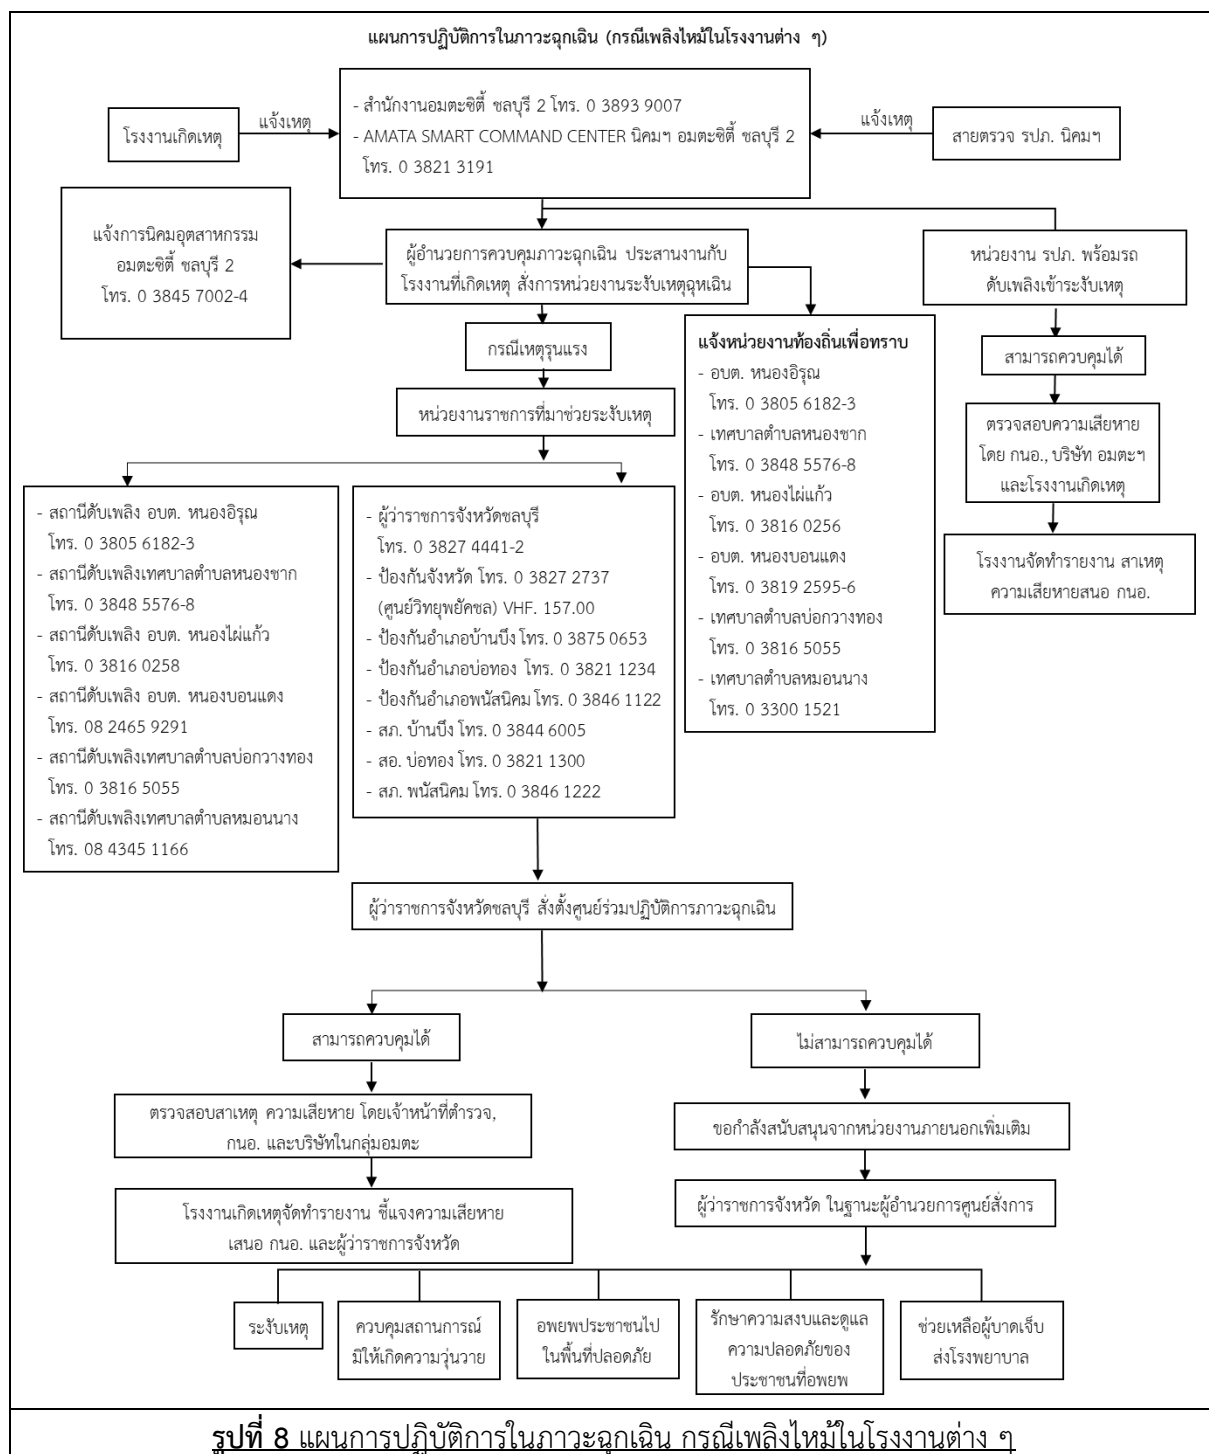 แผนการปฏิบัติการในภาวะฉุกเฉิน (กรณีเพลิงไหม้ในโรงงานต่าง ๆ)
โรงงานเกิดเหตุ
แจ้งเหตุ
- สำนักงานอมตะซิตี้ ชลบุรี 2 โทร. 0 3893 9007
- AMATA SMART COMMAND CENTER นิคมฯ อมตะซิตี้ ชลบุรี 2
โทร. 0 3821 3191
แจ้งเหตุ
สายตรวจ รปภ. นิคมฯ
แจ้งการนิคมอุตสาหกรรม
อมตะซิตี้ ชลบุรี 2
โทร. 0 3845 7002-4
ผู้อำนวยการควบคุมภาวะฉุกเฉิน ประสานงานกับ
โรงงานที่เกิดเหตุ สั่งการหน่วยงานระงับเหตุฉุหเฉิน
หน่วยงาน รปภ. พร้อมรถ
ดับเพลิงเข้าระงับเหตุ
กรณีเหตุรุนแรง
หน่วยงานราชการที่มาช่วยระงับเหตุ
แจ้งหน่วยงานท้องถิ่นเพื่อทราบ
- อบต. หนองอิรุณ
โทร. 0 3805 6182-3
- เทศบาลตำบลหนองชาก
โทร. 0 3848 5576-8
- อบต. หนองไผ่แก้ว
โทร. 0 3816 0256
- อบต. หนองบอนแดง
โทร. 0 3819 2595-6
- เทศบาลตำบลบ่อกวางทอง
โทร. 0 3816 5055
- เทศบาลตำบลหมอนนาง
โทร. 0 3300 1521
สามารถควบคุมได้
ตรวจสอบความเสียหาย
โดย กนอ., บริษัท อมตะฯ
และโรงงานเกิดเหตุ
โรงงานจัดทำรายงาน สาเหตุ
ความเสียหายสนอ กนอ.
- สถานีดับเพลิง อบต. หนองอิรุณ
โทร. 0 3805 6182-3
- สถานีดับเพลิงเทศบาลตำบลหนองชาก
โทร. 0 3848 5576-8
- สถานีดับเพลิง อบต. หนองไผ่แก้ว
โทร. 0 3816 0258
- สถานีดับเพลิง อบต. หนองบอนแดง
โทร. 08 2465 9291
- สถานีดับเพลิงเทศบาลตำบลบ่อกวางทอง
โทร. 0 3816 5055
- สถานีดับเพลิงเทศบาลตำบลหมอนนาง
โทร. 08 4345 1166
- ผู้ว่าราชการจังหวัดชลบุรี
โทร. 0 3827 4441-2
- ป้องกันจังหวัด โทร. 0 3827 2737
(ศูนย์วิทยุพยัคชล) VHF. 157.00
- ป้องกันอำเภอบ้านบึง โทร. 0 3875 0653
- ป้องกันอำเภอบ่อทอง โทร. 0 3821 1234
- ป้องกันอำเภอพนัสนิคม โทร. 0 3846 1122
- สภ. บ้านบึง โทร. 0 3844 6005
- สอ. บ่อทอง โทร. 0 3821 1300
- สภ. พนัสนิคม โทร. 0 3846 1222
ผู้ว่าราชการจังหวัดชลบุรี สั่งตั้งศูนย์ร่วมปฏิบัติการภาวะฉุกเฉิน
สามารถควบคุมได้
ไม่สามารถควบคุมได้
ตรวจสอบสาเหตุ ความเสียหาย โดยเจ้าหน้าที่ตำรวจ,
กนอ. และบริษัทในกลุ่มอมตะ
ขอกำลังสนับสนุนจากหน่วยงานภายนอกเพิ่มเติม
โรงงานเกิดเหตุจัดทำรายงาน ชี้แจงความเสียหาย
เสนอ กนอ. และผู้ว่าราชการจังหวัด
ผู้ว่าราชการจังหวัด ในฐานะผู้อำนวยการศูนย์สั่งการ
ระงับเหตุ
ควบคุมสถานการณ์
มิให้เกิดความวุ่นวาย
อพยพประชาชนไป
ในพื้นที่ปลอดภัย
รักษาความสงบและดูแล
ความปลอดภัยของ
ประชาชนที่อพยพ
ช่วยเหลือผู้บาดเจ็บ
ส่งโรงพยาบาล
รูปที่ 8 แผนการปฏิบัติการในภาวะฉุกเฉิน กรณีเพลิงไหม้ในโรงงานต่าง ๆ